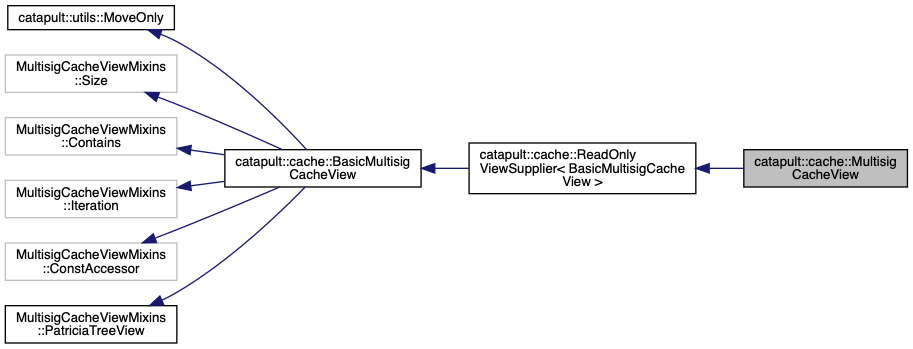 catapult::utils::MoveOnly
MultisigCacheViewMixins
::Size
MultisigCacheViewMixins
::Contains
MultisigCacheViewMixins
::Iteration
MultisigCacheViewMixins
::ConstAccessor
MultisigCacheViewMixins
::PatriciaTreeView
catapult::cache::BasicMultisig
CacheView
catapult::cache::ReadOnly
ViewSupplier< BasicMultisigCache
View >
catapult::cache::Multisig
CacheView